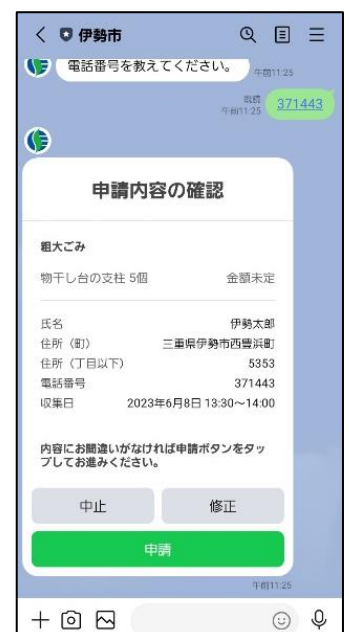 伊勢市
電話番号を教えてください。
午前11:25
既読
午前11:25
371443
申請内容の確認
粗大ごみ
物干し台の支柱 5個 金額未定
氏名 伊勢太郎
住所（町） 三重県伊勢市西豊浜町
住所（丁目以下） 5353
電話番号 371443
収集日 2023年6月8日 13:30～14:00
内容にお間違いがなければ申請ボタンをタッ
プしてお進みください。
中止 修正
申請
午前11:25